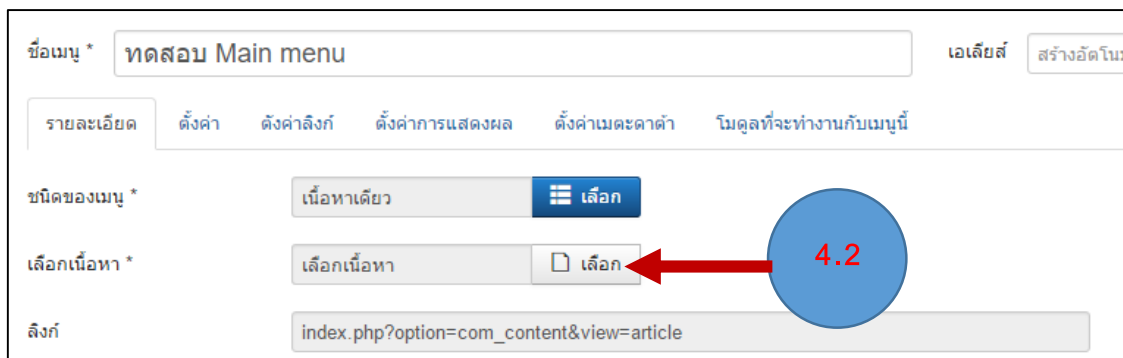 ชื่อเมนู * ทดสอบ Main menu เอเลียส์ สร้างอัตโน
รายละเอียด ตั้งค่า ตังค่าลิงก์ ตั้งค่าการแสดงผล ตั้งค่าเมตะดาต้า โมดูลที่จะทำงานกับเมนูนี้
ชนิดของเมนู * เนื้อหาเดียว เลือก
เลือกเนื้อหา * เลือกเนื้อหา เลือก 4.2
ลิงก์ index.php?option=com_content&view=article